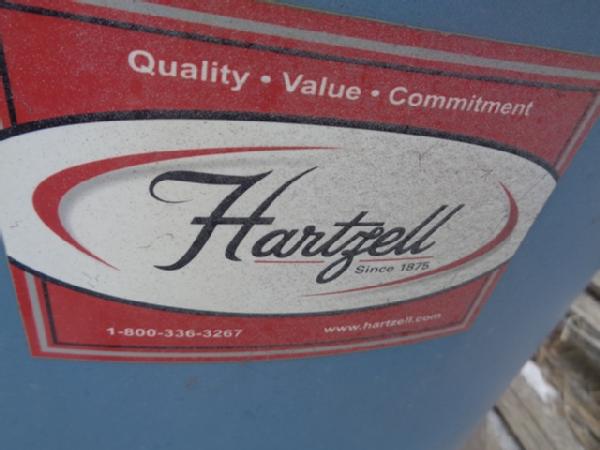 Quality • Value • Commitment
Hartzell
Since 1875
1-800-336-3267
www.hartzell.com